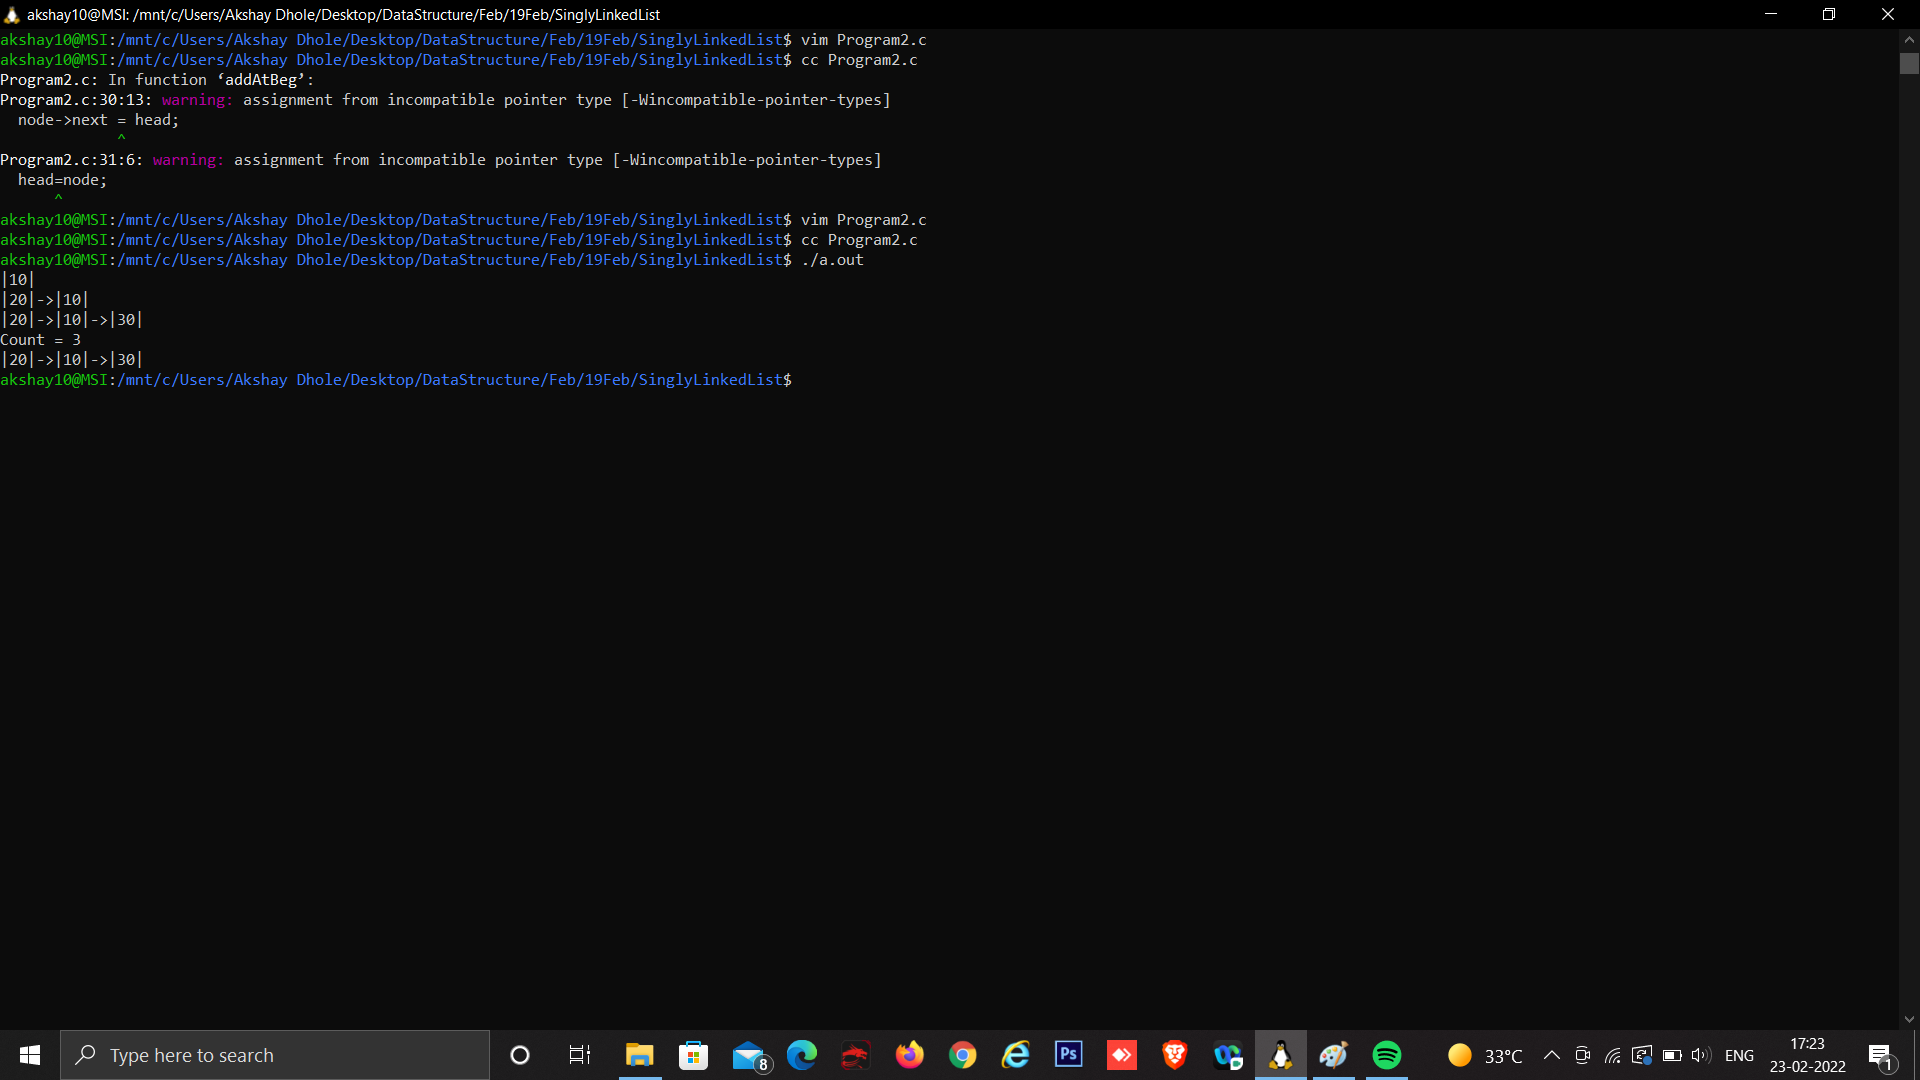 akshay10@MSI: /mnt/c/Users/Akshay Dhole/Desktop/DataStructure/Feb/19Feb/SinglyLinkedList
akshay10@MSI:/mnt/c/Users/Akshay Dhole/Desktop/DataStructure/Feb/19Feb/SinglyLinkedList$ vim Program2.c
akshay10@MSI:/mnt/c/Users/Akshay Dhole/Desktop/DataStructure/Feb/19Feb/SinglyLinkedList$ cc Program2.c
Program2.c: In function ‘addAtBeg’:
Program2.c:30:13: warning: assignment from incompatible pointer type [-Wincompatible-pointer-types]
  node->next = head;
             ^
Program2.c:31:6: warning: assignment from incompatible pointer type [-Wincompatible-pointer-types]
  head=node;
      ^
akshay10@MSI:/mnt/c/Users/Akshay Dhole/Desktop/DataStructure/Feb/19Feb/SinglyLinkedList$ vim Program2.c
akshay10@MSI:/mnt/c/Users/Akshay Dhole/Desktop/DataStructure/Feb/19Feb/SinglyLinkedList$ cc Program2.c
akshay10@MSI:/mnt/c/Users/Akshay Dhole/Desktop/DataStructure/Feb/19Feb/SinglyLinkedList$ ./a.out
|10|
|20|->|10|
|20|->|10|->|30|
Count = 3
|20|->|10|->|30|
akshay10@MSI:/mnt/c/Users/Akshay Dhole/Desktop/DataStructure/Feb/19Feb/SinglyLinkedList$
Type here to search
8
Ps
33°C
ENG
17:23
23-02-2022
1